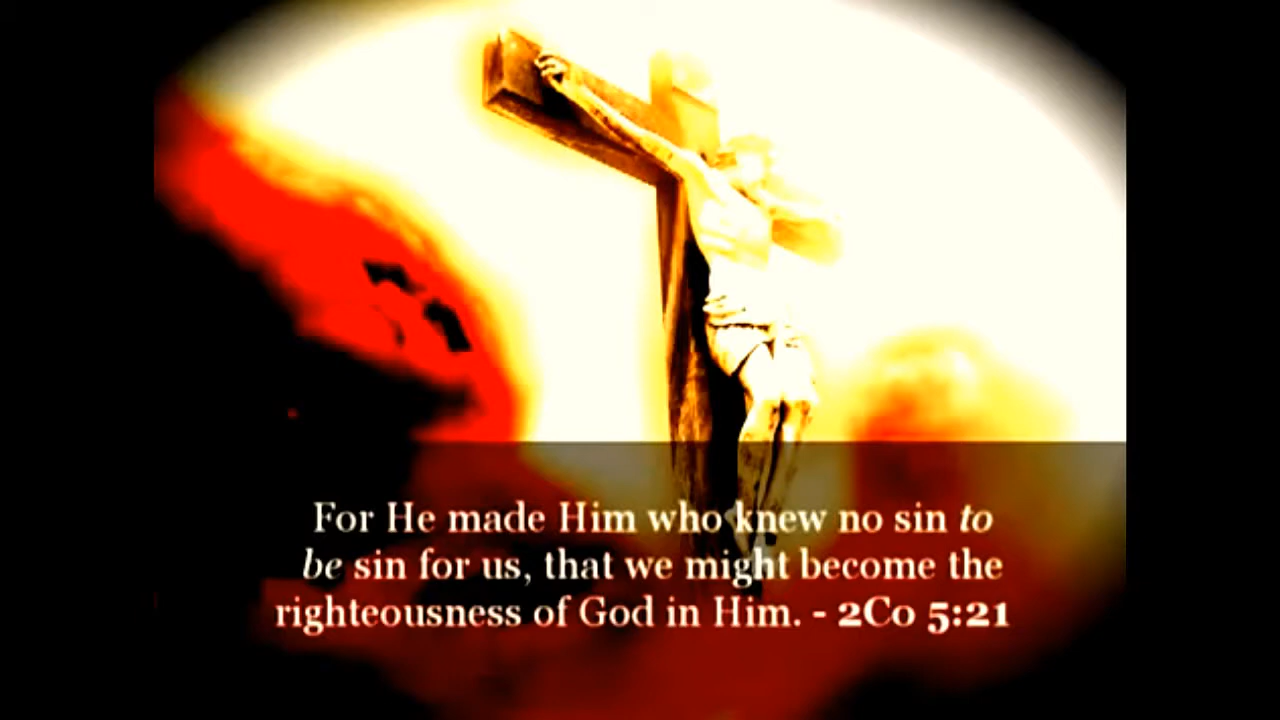 For He made Him who knew no sin to
be sin for us, that we might become the
righteousness of God in Him. - 2Co 5:21